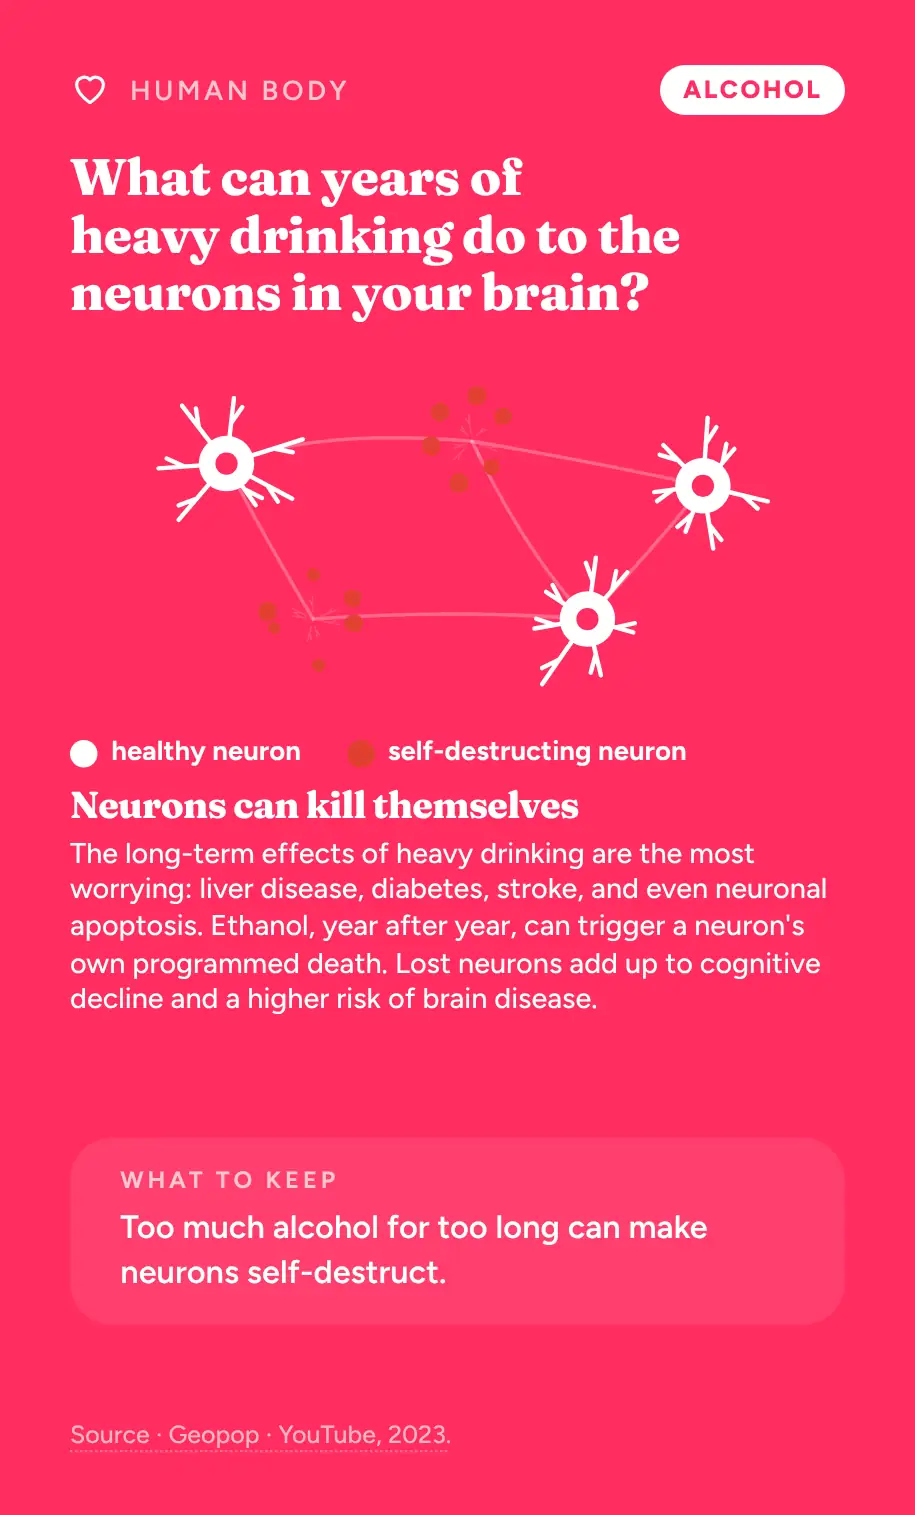 HUMAN BODY
ALCOHOL
What can years of
heavy drinking do to the
neurons in your brain?
healthy neuron
self-destructing neuron
Neurons can kill themselves
The long-term effects of heavy drinking are the most
worrying: liver disease, diabetes, stroke, and even neuronal
apoptosis. Ethanol, year after year, can trigger a neuron's
own programmed death. Lost neurons add up to cognitive
decline and a higher risk of brain disease.
WHAT TO KEEP
Too much alcohol for too long can make
neurons self-destruct.
Source · Geopop · YouTube, 2023.